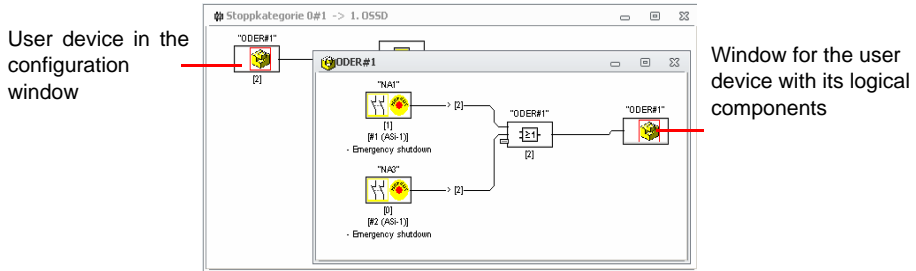 Stoppkategorie 0#1 -> 1. OSSD
User device in the
configuration
window
"ODER#1"
[2]
ODER#1
"NA1"
> [2]
[1]
[#1 (ASi-1)]
- Emergency shutdown
"NA3"
> [2]
[0]
[#2 (ASi-1)]
- Emergency shutdown
"ODER#1"
≥1
[2]
"ODER#1"
Window for the user
device with its logical
components